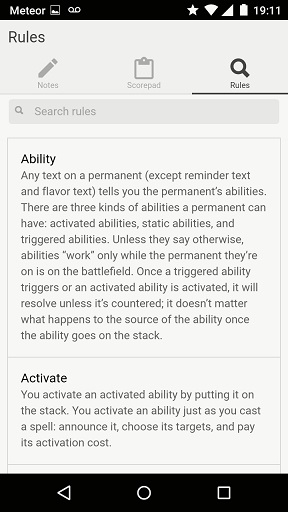 Meteor 19:11
Rules
Notes Scorepad Rules
Search rules
Ability
Any text on a permanent (except reminder text
and flavor text) tells you the permanent's abilities.
There are three kinds of abilities a permanent can
have: activated abilities, static abilities, and
triggered abilities. Unless they say otherwise,
abilities “work” only while the permanent they're
on is on the battlefield. Once a triggered ability
triggers or an activated ability is activated, it will
resolve unless it's countered; it doesn't matter
what happens to the source of the ability once
the ability goes on the stack.
Activate
You activate an activated ability by putting it on
the stack. You activate an ability just as you cast
a spell: announce it, choose its targets, and pay
its activation cost.